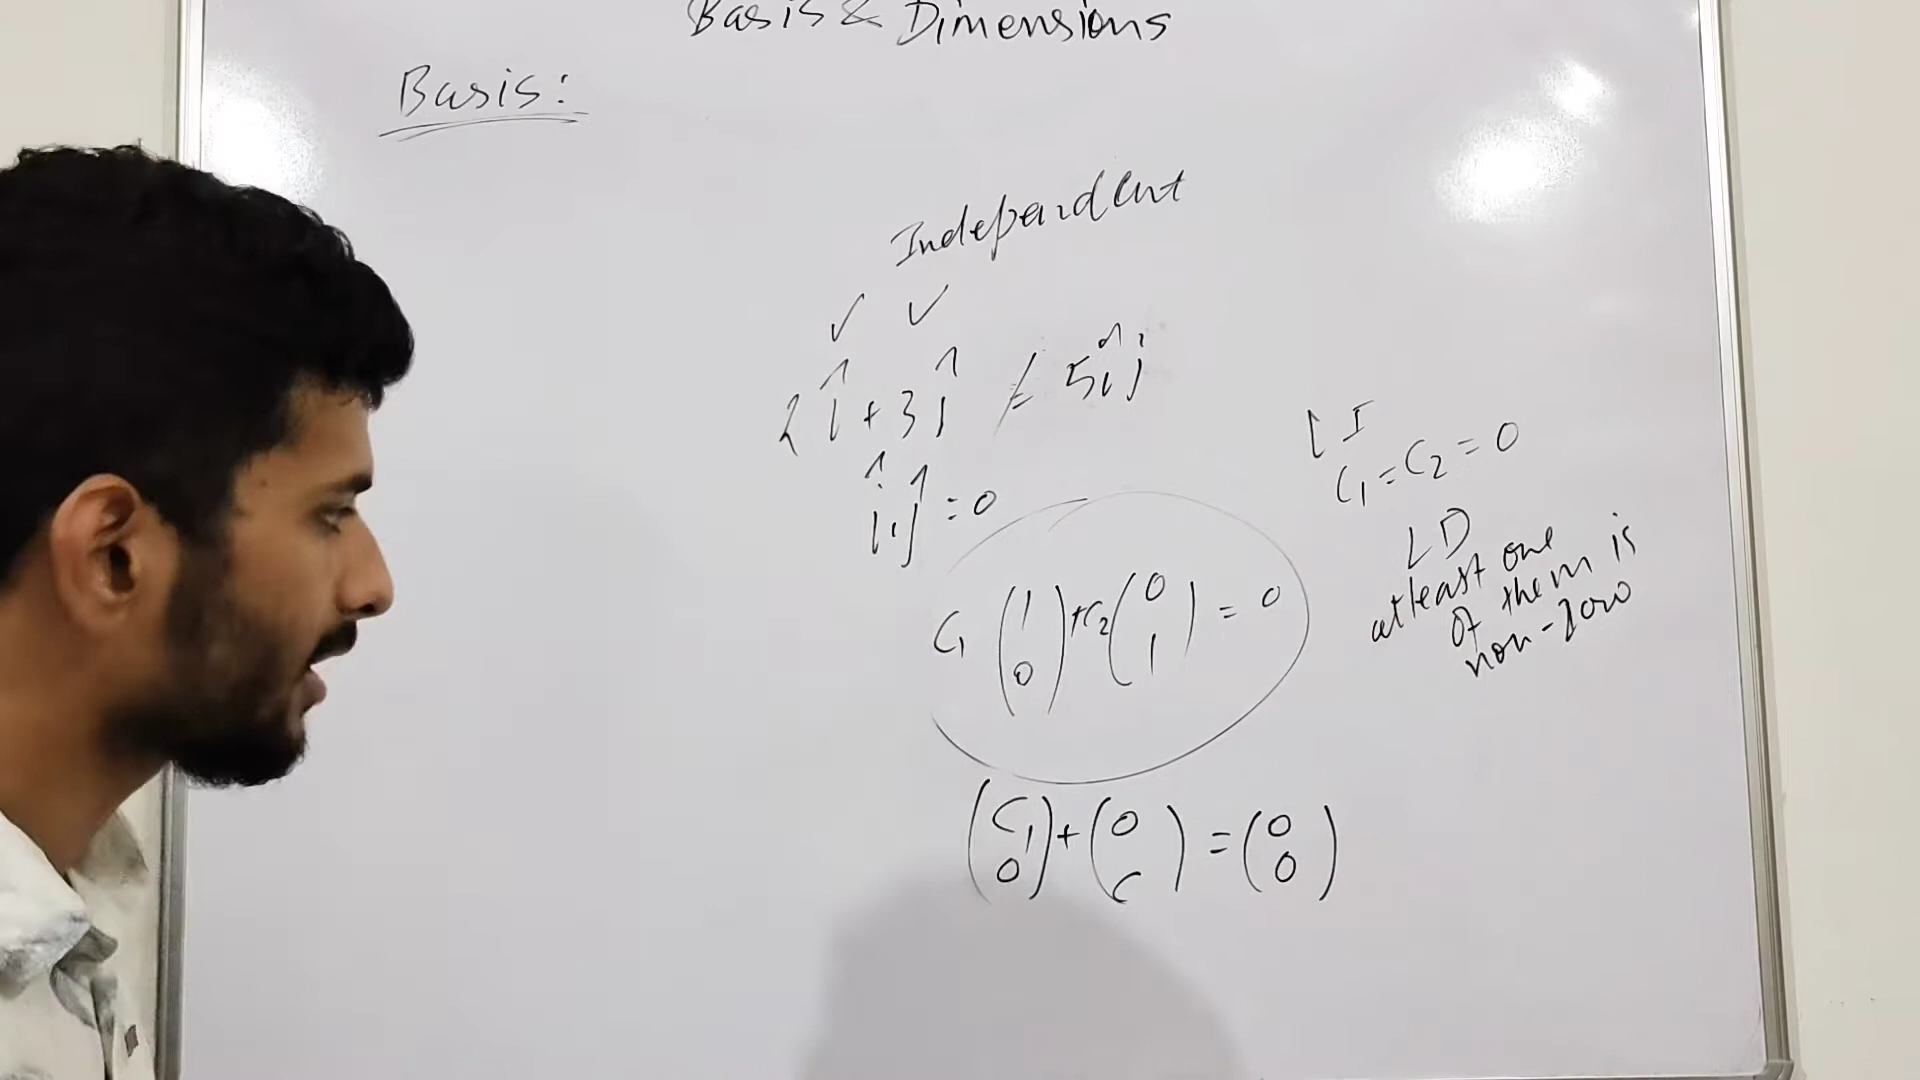 Basis & Dimensions
Basis:
Independent
✓ ✓
2î + 3ĵ ≠ 5îĵ
î.ĵ = 0
C₁ (1 0) + C₂ (0 1) = 0
(C₁ 0) + (0 C) = (0 0)
LI
C₁ = C₂ = 0
LD
atleast one
of them is
non-zero